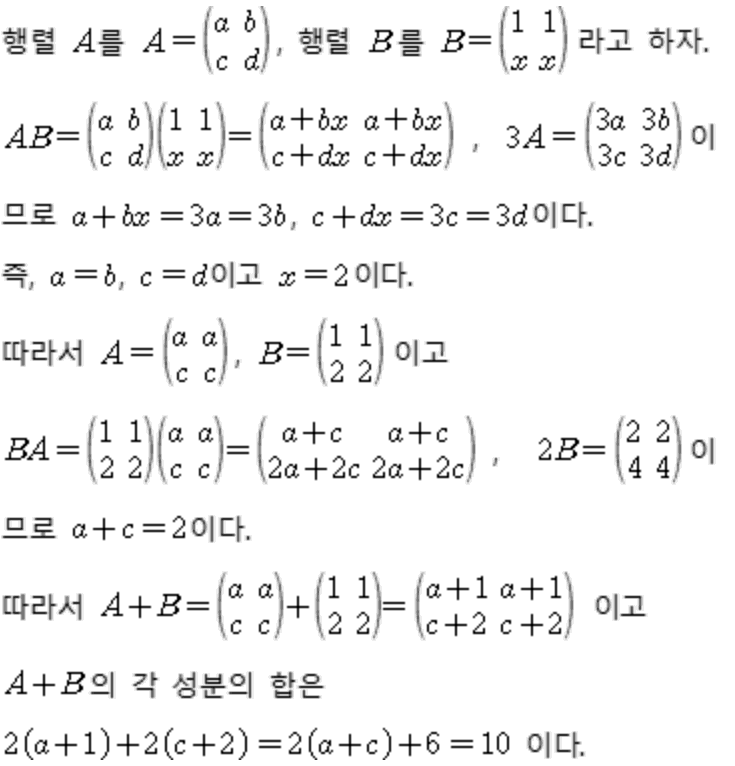 행렬 A를 A=(a b; c d), 행렬 B를 B=(1 1; x x) 라고 하자.
AB=(a b; c d)(1 1; x x)=(a+bx a+bx; c+dx c+dx) , 3A=(3a 3b; 3c 3d) 이
므로 a+bx=3a=3b, c+dx=3c=3d이다.
즉, a=b, c=d이고 x=2이다.
따라서 A=(a a; c c), B=(1 1; 2 2) 이고
BA=(1 1; 2 2)(a a; c c)=(a+c a+c; 2a+2c 2a+2c) , 2B=(2 2; 4 4) 이
므로 a+c=2이다.
따라서 A+B=(a a; c c)+(1 1; 2 2)=(a+1 a+1; c+2 c+2) 이고
A+B의 각 성분의 합은
2(a+1)+2(c+2)=2(a+c)+6=10 이다.